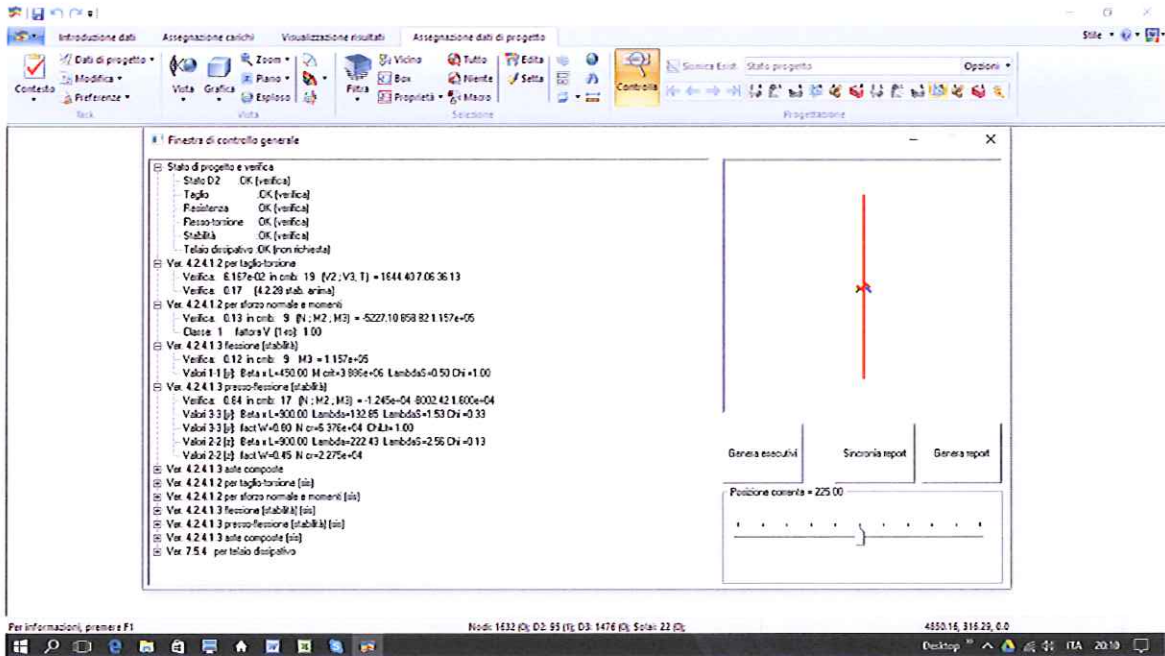 Introduzione dati Assegnazione carichi Visualizzazione risultati Assegnazione dati di progetto Stile
Contesto
Dati di progetto
Modifica
Preferenze
Vista
Grafica
Zoom
Piano
Esploso
Vista
Filtra
Vicino
Box
Proprietà
Tutto
Niente
Macro
Edita
Setta
Selezione
Controlla
Sismica Esist. Stato progetto Opzioni
Progettazione
Finestra di controllo generale
Stato di progetto e verifica
Stato D2 OK (verifica)
Taglio :OK (verifica)
Resistenza OK (verifica)
Flesso-torsione OK (verifica)
Stabilità OK (verifica)
Telaio dissipativo :OK (non richiesta)
Ver. 4.2.4.1.2 per taglio-torsione
Verifica: 6.167e-02 in cmb: 19 (V2 ; V3, T) = 1644.40 7.06 36.13
Verifica: 0.17 (4.2.28 stab. anima)
Ver. 4.2.4.1.2 per sforzo normale e momenti
Verifica: 0.13 in cmb: 9 (N ; M2 ; M3) = -5227.10 858.82 1.157e+05
Classe: 1 fattore V (1-ro): 1.00
Ver. 4.2.4.1.3 flessione (stabilità)
Verifica: 0.12 in cmb: 9 M3 = 1.157e+05
Valori 1-1 [y]: Beta x L=450.00 M crit=3.886e+06 LambdaS=0.50 Chi =1.00
Ver. 4.2.4.1.3 presso-flessione (stabilità)
Verifica: 0.84 in cmb: 17 (N ; M2 ; M3) = -1.245e+04 -8002.42 1.600e+04
Valori 3-3 [y]: Beta x L=900.00 Lambda=132.85 LambdaS=1.53 Chi =0.33
Valori 3-3 [y]: fact W=0.80 N cr=6.376e+04 ChiLt= 1.00
Valori 2-2 [z]: Beta x L=900.00 Lambda=222.43 LambdaS=2.56 Chi =0.13
Valori 2-2 [z]: fact W=0.45 N cr=2.275e+04
Ver. 4.2.4.1.3 aste composte
Ver. 4.2.4.1.2 per taglio-torsione (sis)
Ver. 4.2.4.1.2 per sforzo normale e momenti (sis)
Ver. 4.2.4.1.3 flessione (stabilità) (sis)
Ver. 4.2.4.1.3 presso-flessione (stabilità) (sis)
Ver. 4.2.4.1.3 aste composte (sis)
Ver. 7.5.4 per telaio dissipativo
Genera esecutivi Sincronia report Genera report
Posizione corrente = 225.00
Per informazioni, premere F1 Nodi: 1632 (0); D2: 95 (1); D3: 1476 (0); Solai: 22 (0); 4850.16, 316.29, 0.0
Desktop ITA 20:10